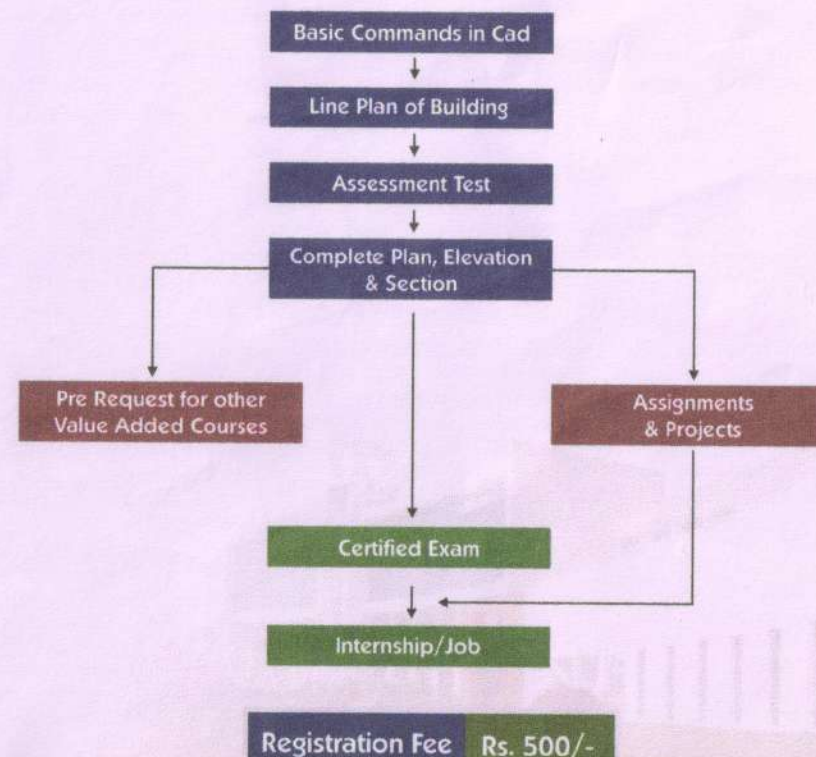 Basic Commands in Cad
Line Plan of Building
Assessment Test
Complete Plan, Elevation
& Section
Pre Request for other
Value Added Courses
Assignments
& Projects
Certified Exam
Internship/Job
Registration Fee Rs. 500/-